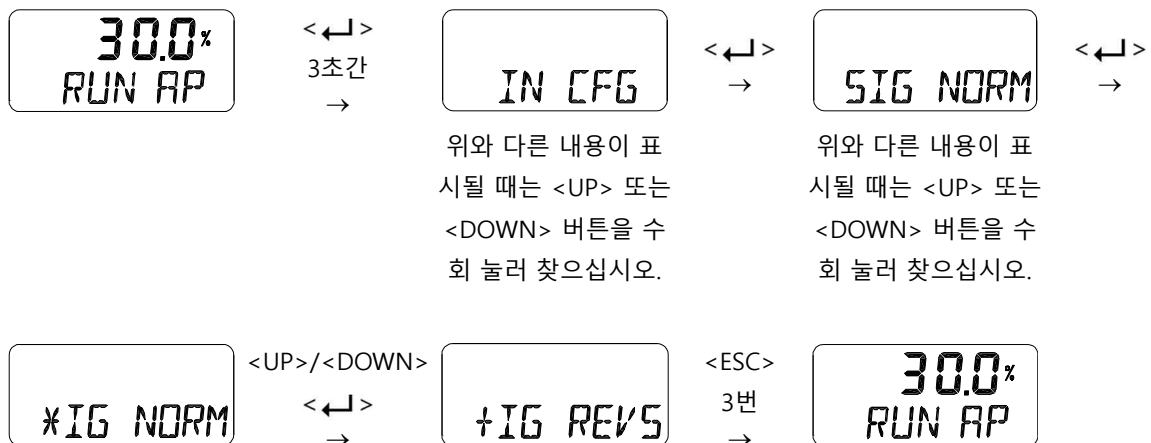 30.0%
RUN AP
<↵>
3초간
→
IN CFG
<↵>
→
SIG NORM
<↵>
→
위와 다른 내용이 표
시될 때는 <UP> 또는
<DOWN> 버튼을 수
회 눌러 찾으십시오.
위와 다른 내용이 표
시될 때는 <UP> 또는
<DOWN> 버튼을 수
회 눌러 찾으십시오.
*IG NORM
<UP>/<DOWN>
<↵>
→
+IG REVS
<ESC>
3번
→
30.0%
RUN AP